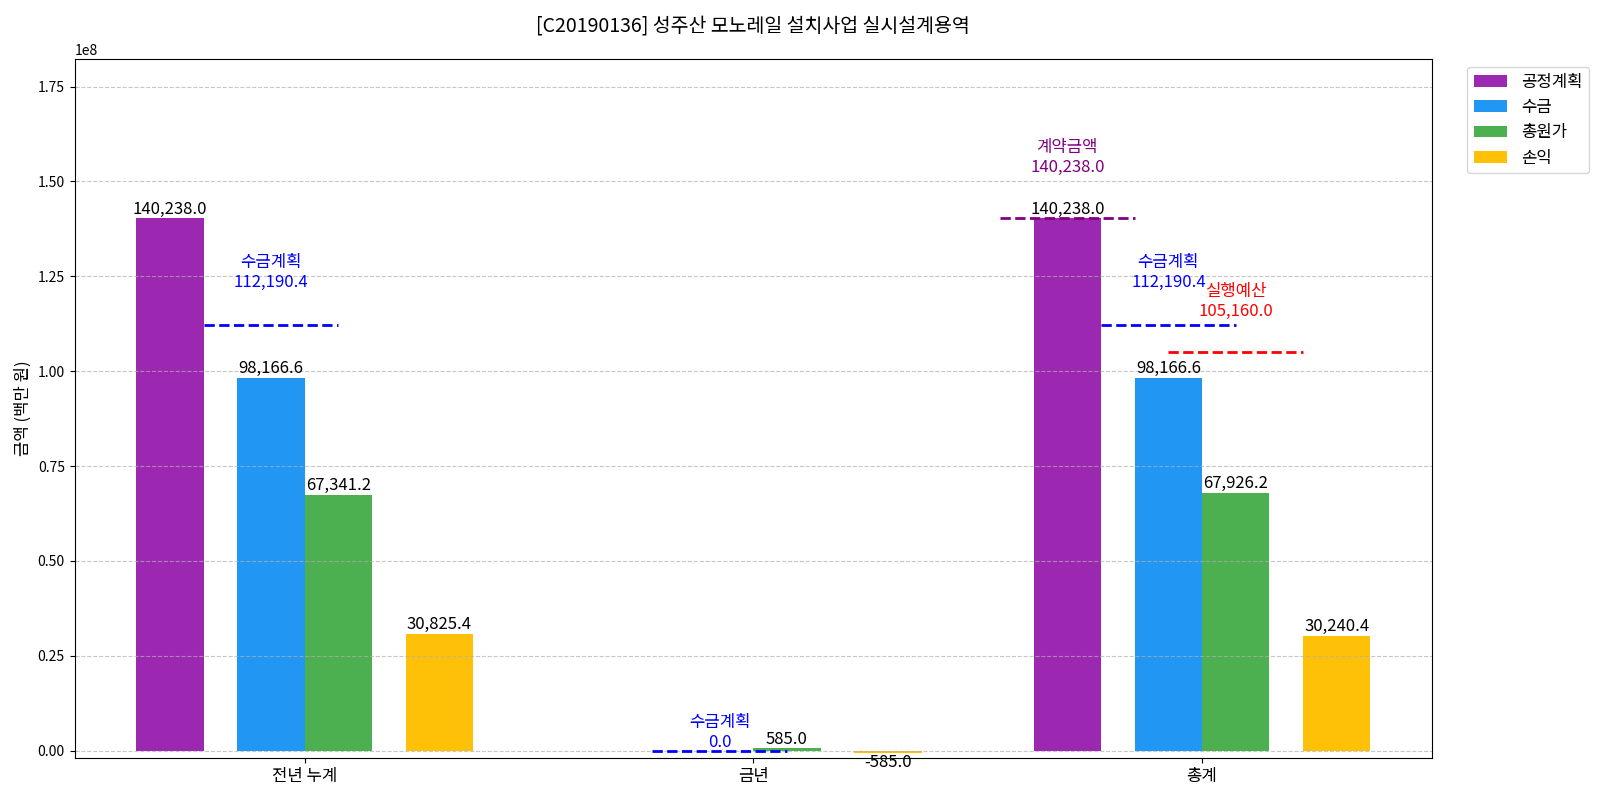 [C20190136] 성주산 모노레일 설치사업 실시설계용역
1e8
금액 (백만 원)
1.75
1.50
1.25
1.00
0.75
0.50
0.25
0.00
140,238.0
수금계획
112,190.4
98,166.6
67,341.2
30,825.4
수금계획
0.0
585.0
-585.0
계약금액
140,238.0
140,238.0
수금계획
112,190.4
실행예산
105,160.0
98,166.6
67,926.2
30,240.4
전년 누계
금년
총계
공정계획
수금
총원가
손익